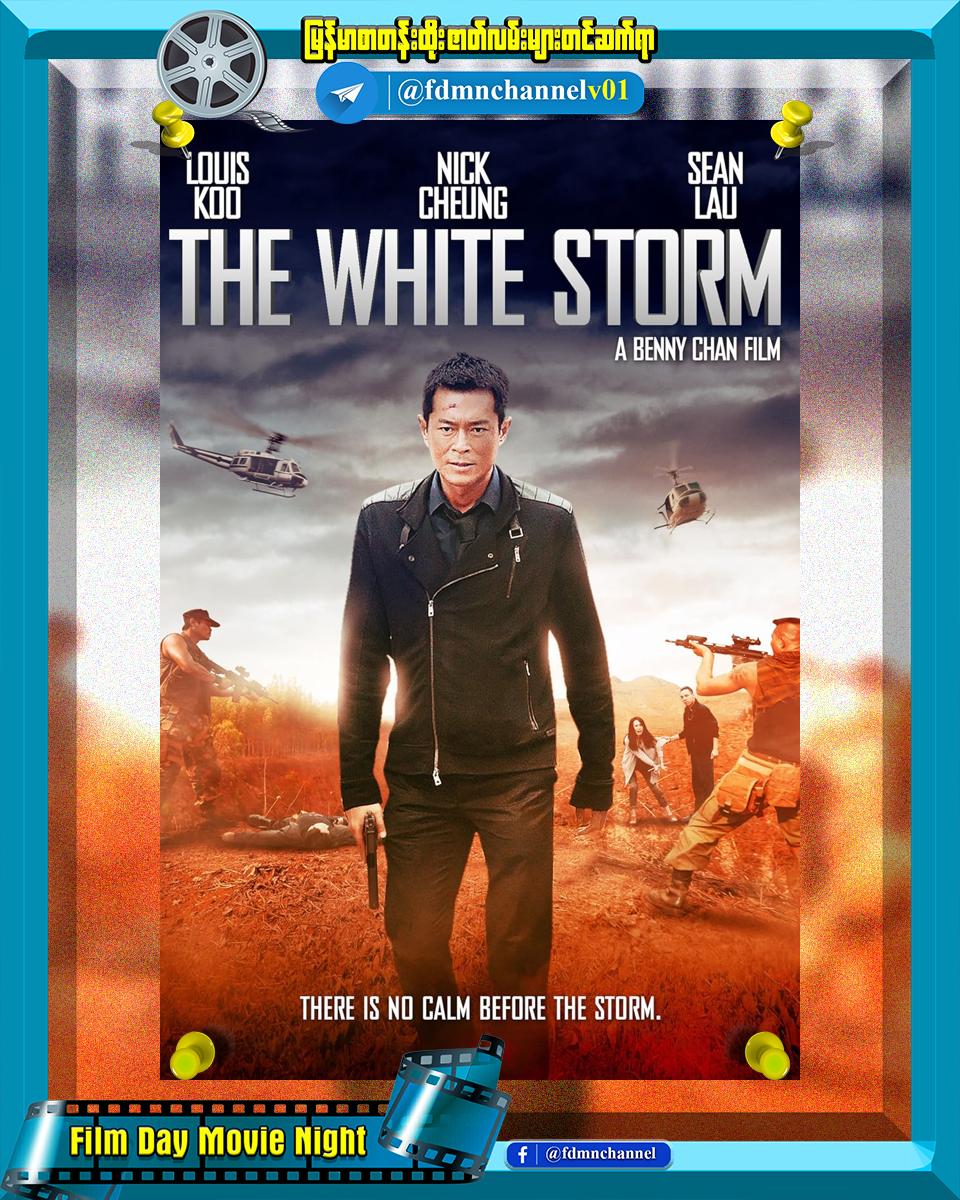 မြန်မာစာတန်းထိုးဇာတ်လမ်းများတင်ဆက်ရာ
@fdmnchannelv01
LOUIS KOO
NICK CHEUNG
SEAN LAU
THE WHITE STORM
A BENNY CHAN FILM
THERE IS NO CALM BEFORE THE STORM.
Film Day Movie Night
@fdmnchannel